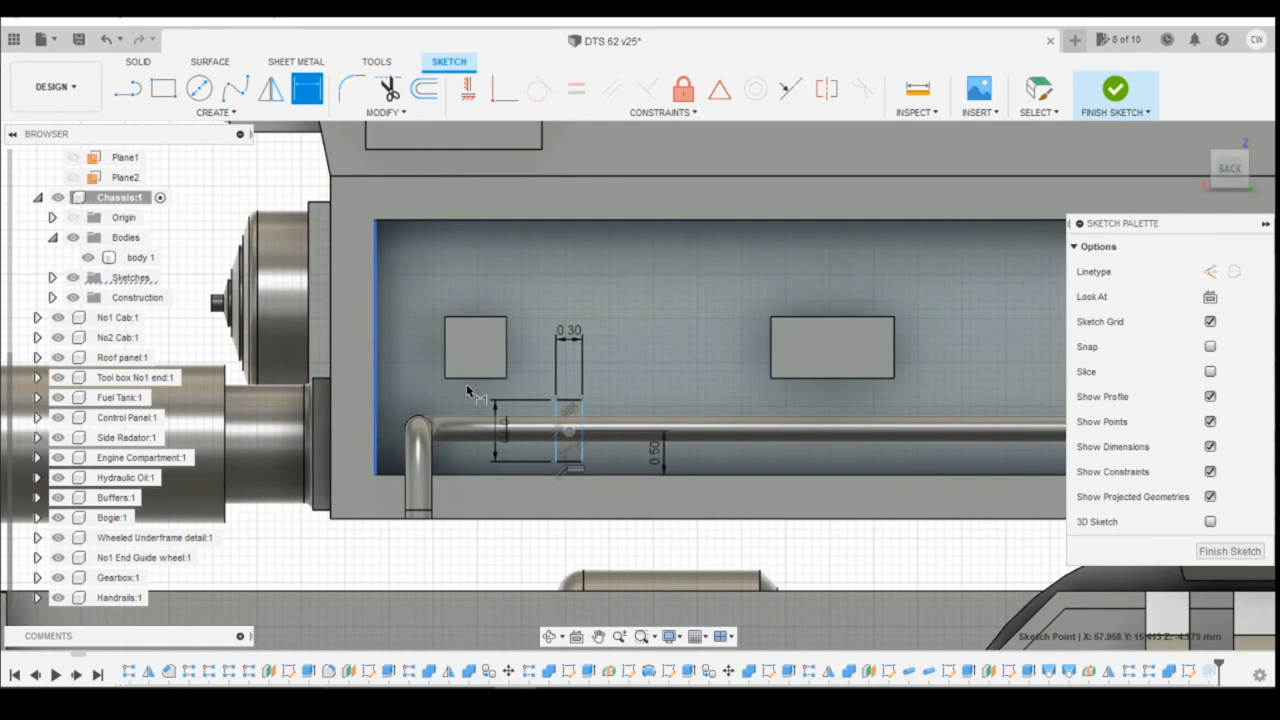 DTS 62 v25*
8 of 10
CW
DESIGN
SOLID
SURFACE
SHEET METAL
TOOLS
SKETCH
CREATE
MODIFY
CONSTRAINTS
INSPECT
INSERT
SELECT
FINISH SKETCH
BROWSER
Plane1
Plane2
Chassis:1
Origin
Bodies
body 1
Sketches
Construction
No1 Cab:1
No2 Cab:1
Roof panel:1
Tool box No1 end:1
Fuel Tank:1
Control Panel:1
Side Radator:1
Engine Compartment:1
Hydraulic Oil:1
Buffers:1
Bogie:1
Wheeled Underframe detail:1
No1 End Guide wheel:1
Gearbox:1
Handrails:1
COMMENTS
0.30
0.50
Z
BACK
SKETCH PALETTE
Options
Linetype
Look At
Sketch Grid
Snap
Slice
Show Profile
Show Points
Show Dimensions
Show Constraints
Show Projected Geometries
3D Sketch
Finish Sketch